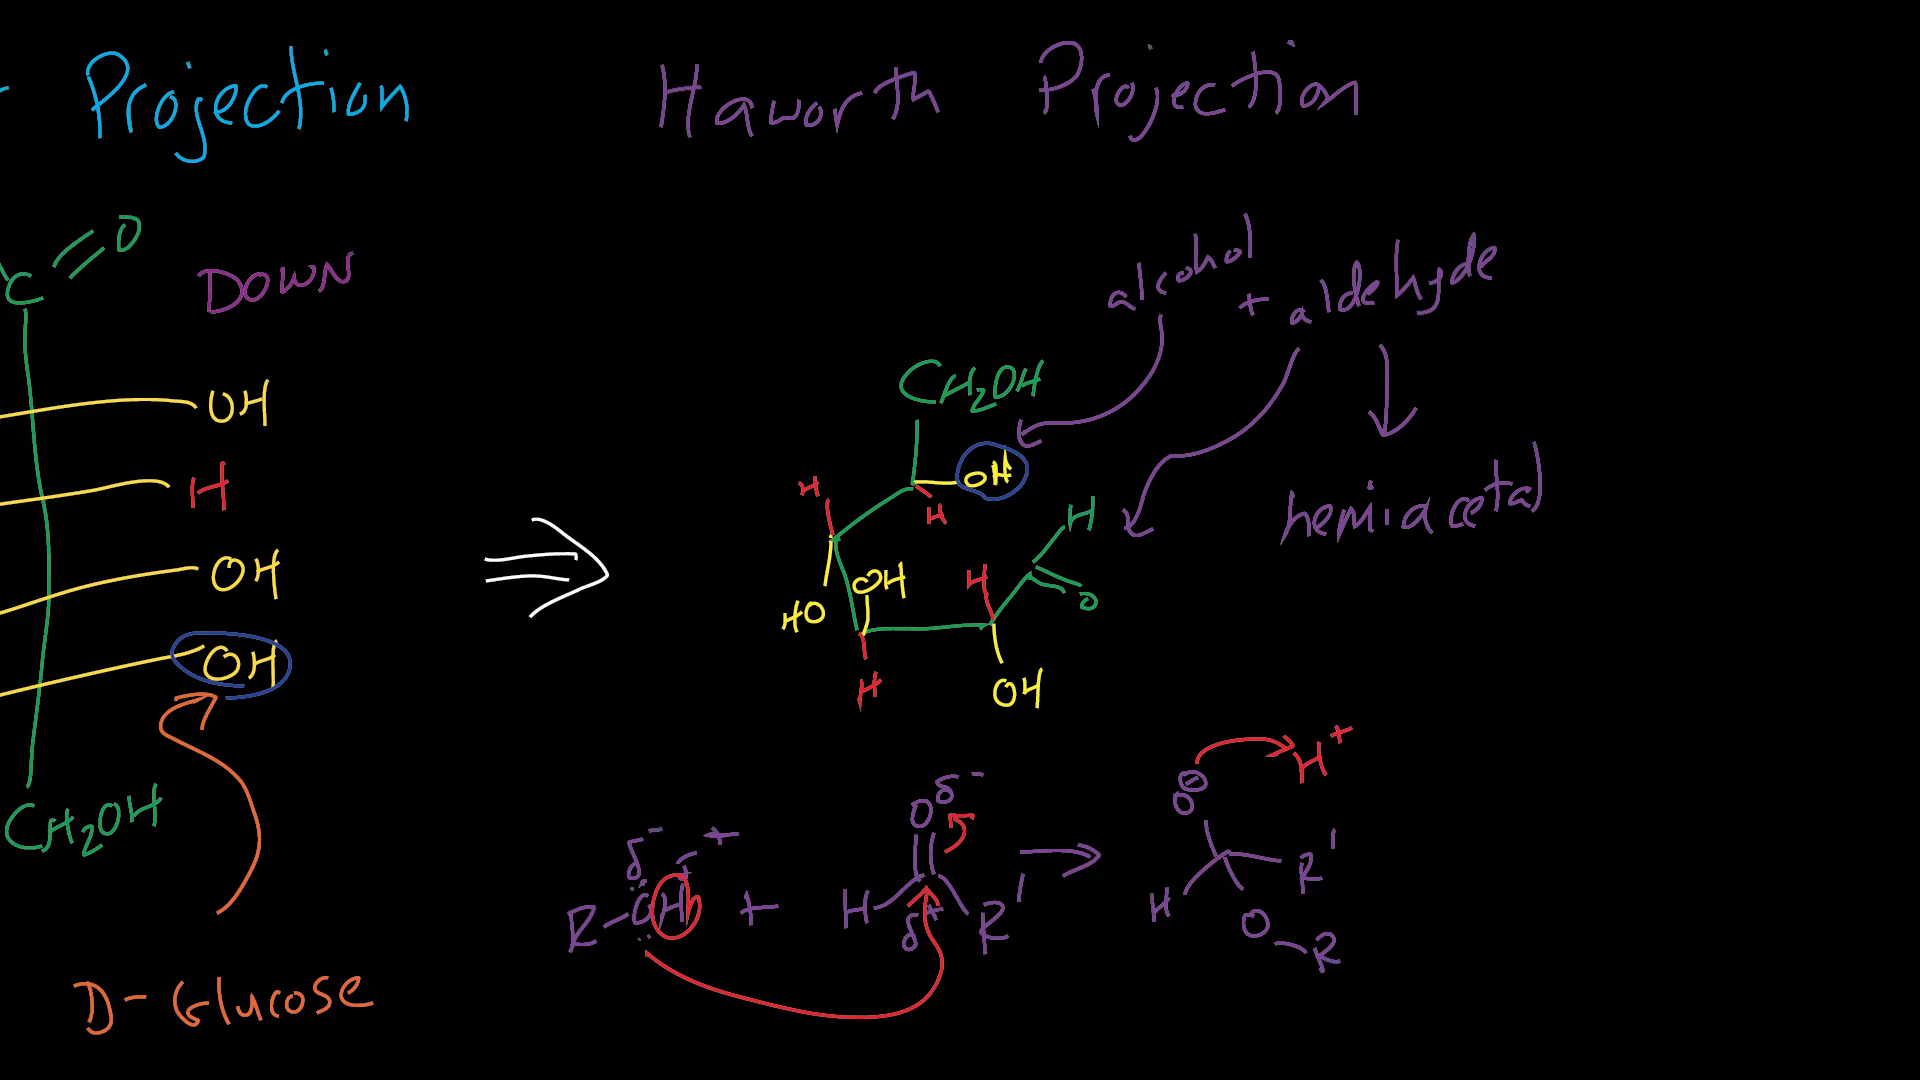 Projection
Haworth Projection
C=O
DOWN
OH
H
OH
OH
CH₂OH
D-Glucose
alcohol + aldehyde
hemiacetal
CH₂OH
H
OH
H
H
HO
OH
H
O
H
H
OH
R-OH + H R' O
δ- δ+ δ- δ+
O⊖ H+
H R'
O-R